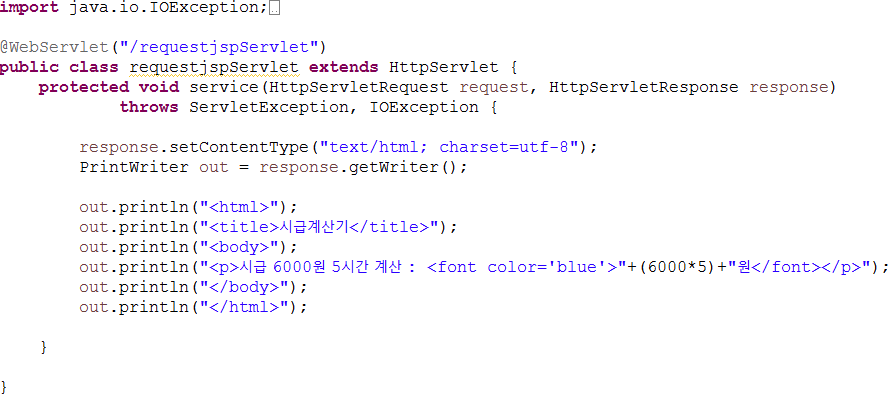 import java.io.IOException;
@WebServlet("/requestjspServlet")
public class requestjspServlet extends HttpServlet {
protected void service(HttpServletRequest request, HttpServletResponse response)
throws ServletException, IOException {
response.setContentType("text/html; charset=utf-8");
PrintWriter out = response.getWriter();
out.println("<html>");
out.println("<title>시급계산기</title>");
out.println("<body>");
out.println("<p>시급 6000원 5시간 계산 : <font color='blue'>"+(6000*5)+"원</font></p>");
out.println("</body>");
out.println("</html>");
}
}